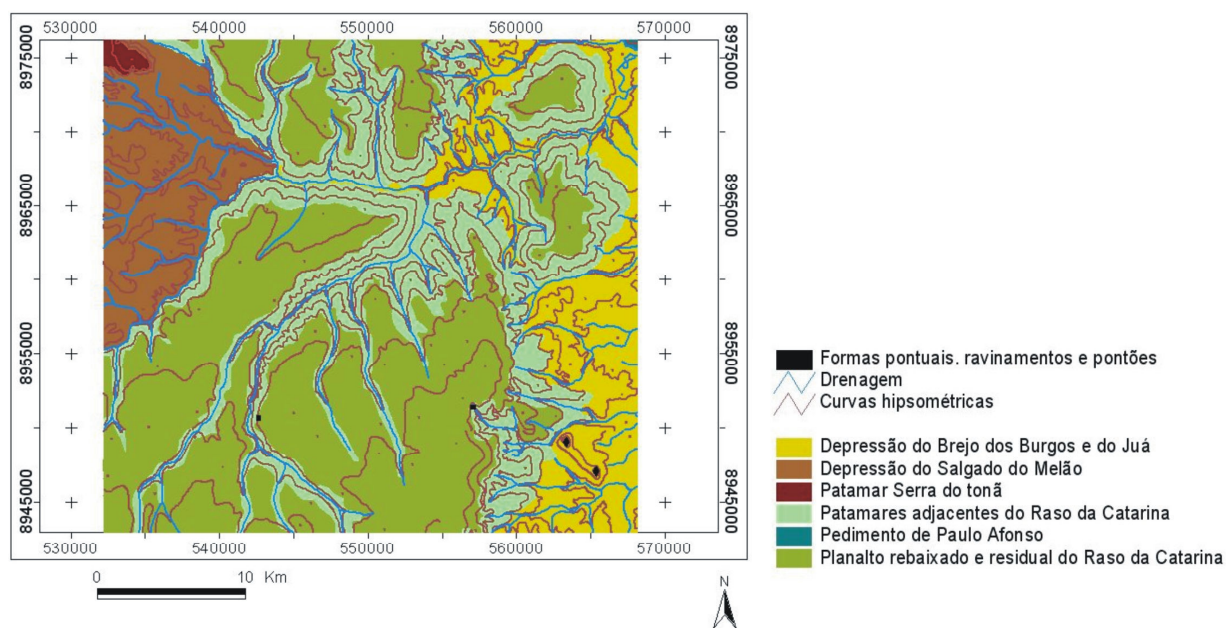 530000 540000 550000 560000 570000
8975000 8975000
8965000 8965000
8955000 8955000
8945000 8945000
530000 540000 550000 560000 570000
0 10 Km
N
Formas pontuais. ravinamentos e pontões
Drenagem
Curvas hipsométricas
Depressão do Brejo dos Burgos e do Juá
Depressão do Salgado do Melão
Patamar Serra do tonã
Patamares adjacentes do Raso da Catarina
Pedimento de Paulo Afonso
Planalto rebaixado e residual do Raso da Catarina